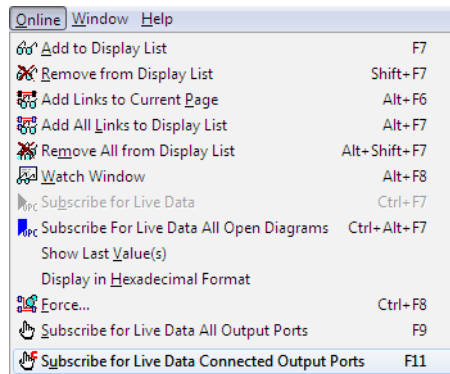 Online Window Help
Add to Display List F7
Remove from Display List Shift+F7
Add Links to Current Page Alt+F6
Add All Links to Display List Alt+F7
Remove All from Display List Alt+Shift+F7
Watch Window Alt+F8
OPC Subscribe for Live Data Ctrl+F7
OPC Subscribe For Live Data All Open Diagrams Ctrl+Alt+F7
Show Last Value(s)
Display in Hexadecimal Format
Force... Ctrl+F8
Subscribe for Live Data All Output Ports F9
Subscribe for Live Data Connected Output Ports F11